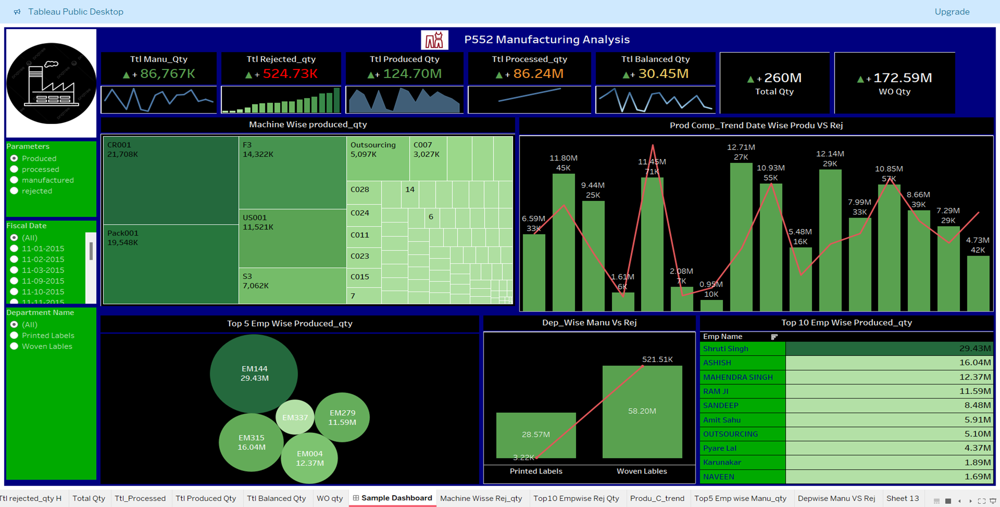 Tableau Public Desktop
Upgrade
P552 Manufacturing Analysis
Ttl Manu_Qty
▲ + 86,767K
Ttl Rejected_qty
▲ + 524.73K
Ttl Produced Qty
▲+ 124.70M
Ttl Processed_qty
▲ + 86.24M
Ttl Balanced Qty
▲+ 30.45M
▲ + 260M
Total Qty
▲ + 172.59M
WO Qty
Parameters
Produced
processed
manufactured
rejected
Fiscal Date
(All)
11-01-2015
11-02-2015
11-03-2015
11-09-2015
11-10-2015
11-11-2015
Department Name
(All)
Printed Labels
Woven Lables
Machine Wise produced_qty
CR001
21,708K
Pack001
19,548K
F3
14,322K
US001
11,521K
S3
7,062K
Outsourcing
5,097K
C007
3,027K
C028
14
C024
6
C011
C023
C015
7
Prod Comp_Trend Date Wise Produ VS Rej
6.59M
33K
11.80M
45K
9.44M
25K
1.61M
6K
11.45M
71K
2.08M
7K
0.95M
10K
12.71M
27K
10.93M
55K
5.48M
16K
12.14M
29K
7.99M
33K
10.85M
57K
8.66M
39K
7.29M
29K
4.73M
42K
Top 5 Emp Wise Produced_qty
EM144
29.43M
EM337
EM279
11.59M
EM315
16.04M
EM004
12.37M
Dep_Wise Manu Vs Rej
521.51K
58.20M
28.57M
3.22K
Printed Labels
Woven Lables
Top 10 Emp Wise Produced_qty
Emp Name
Shruti Singh 29.43M
ASHISH 16.04M
MAHENDRA SINGH 12.37M
RAM JI 11.59M
SANDEEP 8.48M
Amit Sahu 5.91M
OUTSOURCING 5.10M
Pyare Lal 4.37M
Karunakar 1.89M
NAVEEN 1.69M
Ttl rejected_qty H
Total Qty
Ttl_Processed
Ttl Produced Qty
Ttl Balanced Qty
WO qty
Sample Dashboard
Machine Wisse Rej_qty
Top10 Empwise Rej Qty
Produ_C_trend
Top5 Emp wise Manu_qty
Depwise Manu VS Rej
Sheet 13